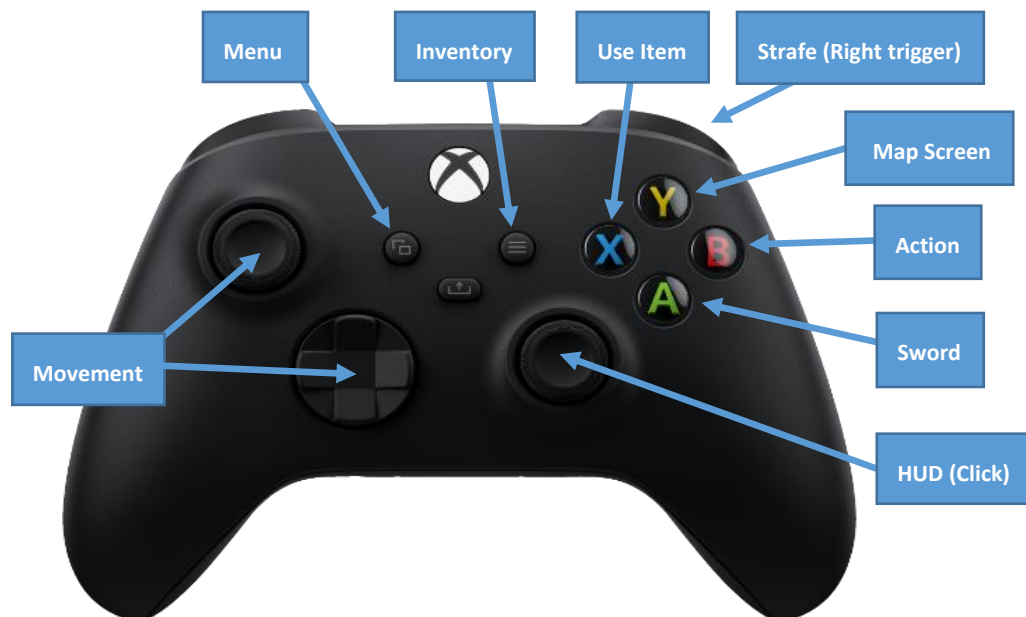 Menu
Inventory
Use Item
Strafe (Right trigger)
Map Screen
Y
X
B
Action
A
Movement
Sword
HUD (Click)